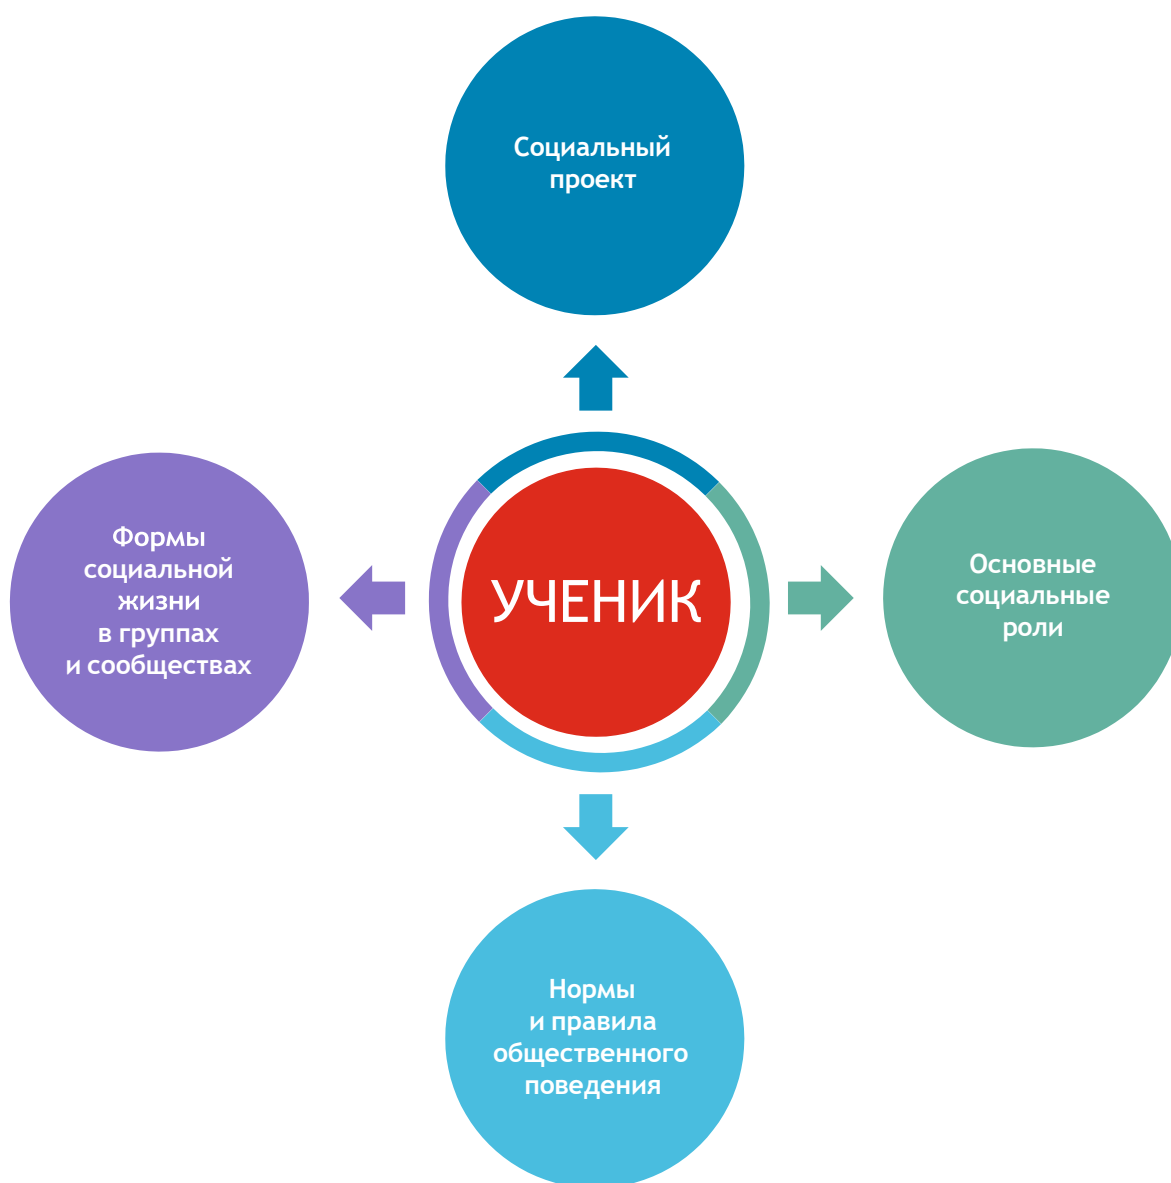 Социальный
проект
Формы
социальной
жизни
в группах
и сообществах
УЧЕНИК
Основные
социальные
роли
Нормы
и правила
общественного
поведения